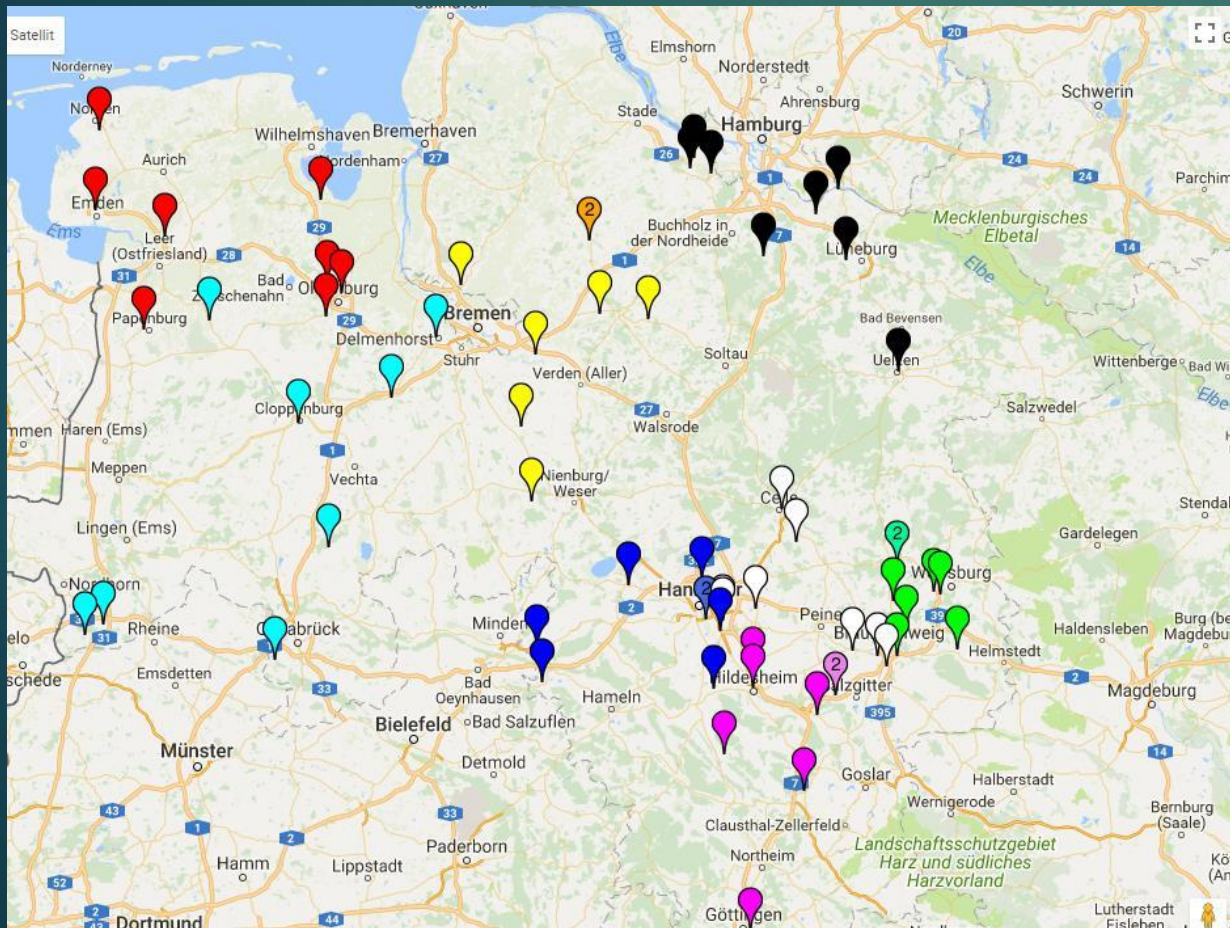 Satellit
Norderney
Aurich
Wilhelmshaven
Bremerhaven
27
Emden
Ems
Leer
(Ostfriesland)
28
29
31
Bad
Papenburg
29
Delmenhorst
Bremen
Stuhr
Verden (Aller)
Elbe
Elmshorn
Norderstedt
Ahrensburg
Stade
Hamburg
26
20
Schwerin
24
24
Parchim
1
7
2
Buchholz in
der Nordheide
Lüneburg
1
Mecklenburgisches
Elbetal
14
Elbe
Bad Bevensen
Uelzen
Soltau
Wittenberge
Elbe
Salzwedel
27
Walsrode
Cloppenburg
Haren (Ems)
Meppen
1
Vechta
Nienburg/
Weser
Celle
Stendal
Lingen (Ems)
Gardelegen
2
7
2
2
Nordhorn
31
Rheine
Osnabrück
Minden
Peine
Haldensleben
Helmstedt
Emsdetten
33
Bad
Oeynhausen
Hameln
Hildesheim
2
395
2
Magdeburg
Bielefeld
Bad Salzuflen
Münster
Detmold
14
7
Goslar
Halberstadt
Wernigerode
Bernburg
(Saale)
43
1
2
33
Paderborn
Clausthal-Zellerfeld
Landschaftsschutzgebiet
Harz und südliches
Harzvorland
Northeim
Hamm
Lippstadt
52
2
Dortmund
44
Göttingen
Lutherstadt
Eisleben